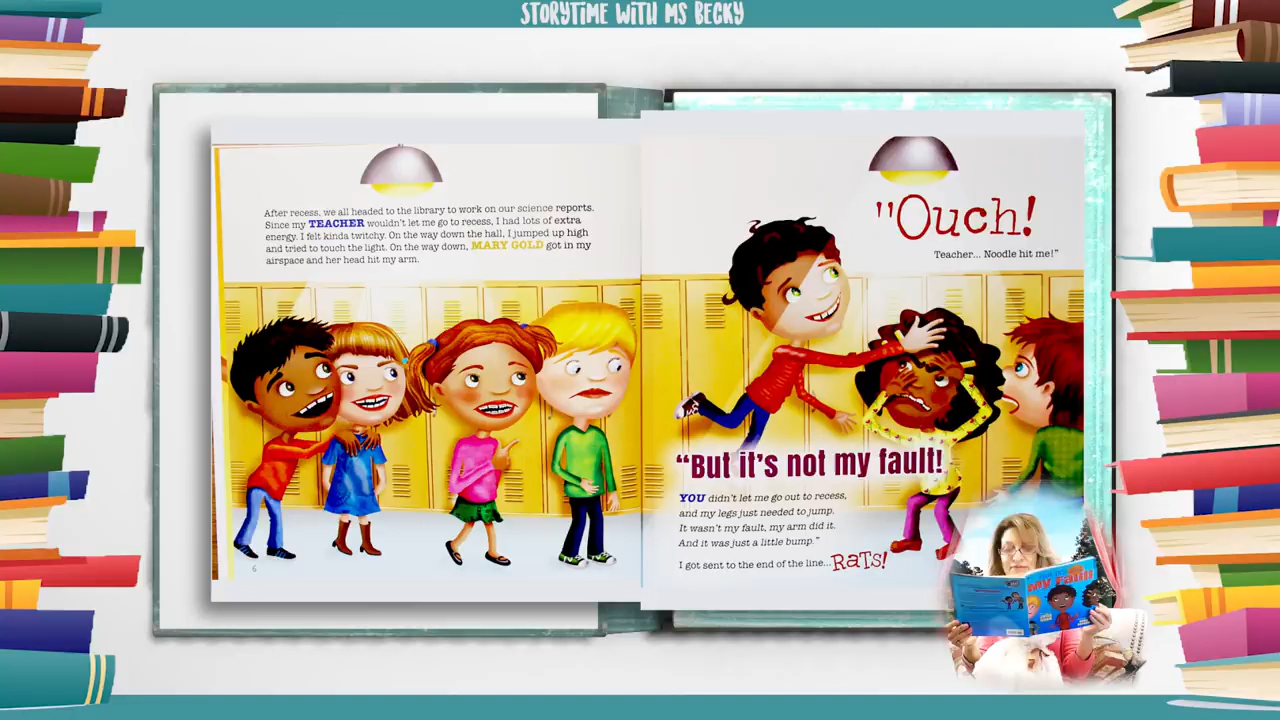 STORYTIME WITH MS BECKY
After recess, we all headed to the library to work on our science reports.
Since my TEACHER wouldn't let me go to recess, I had lots of extra
energy. I felt kinda twitchy. On the way down the hall, I jumped up high
and tried to touch the light. On the way down, MARY GOLD got in my
airspace and her head hit my arm.
6
"Ouch!
Teacher... Noodle hit me!"
“But it's not my fault!
YOU didn't let me go out to recess,
and my legs just needed to jump.
It wasn't my fault, my arm did it.
And it was just a little bump.”
I got sent to the end of the line... RATS!
MY Fault